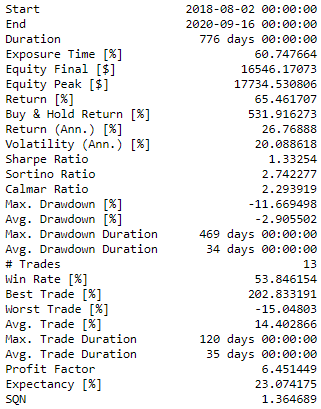 Start 2018-08-02 00:00:00
End 2020-09-16 00:00:00
Duration 776 days 00:00:00
Exposure Time [%] 60.747664
Equity Final [$] 16546.17073
Equity Peak [$] 17734.530806
Return [%] 65.461707
Buy & Hold Return [%] 531.916273
Return (Ann.) [%] 26.76888
Volatility (Ann.) [%] 20.088618
Sharpe Ratio 1.33254
Sortino Ratio 2.742277
Calmar Ratio 2.293919
Max. Drawdown [%] -11.669498
Avg. Drawdown [%] -2.905502
Max. Drawdown Duration 469 days 00:00:00
Avg. Drawdown Duration 34 days 00:00:00
# Trades 13
Win Rate [%] 53.846154
Best Trade [%] 202.833191
Worst Trade [%] -15.04803
Avg. Trade [%] 14.402866
Max. Trade Duration 120 days 00:00:00
Avg. Trade Duration 35 days 00:00:00
Profit Factor 6.451449
Expectancy [%] 23.074175
SQN 1.364689